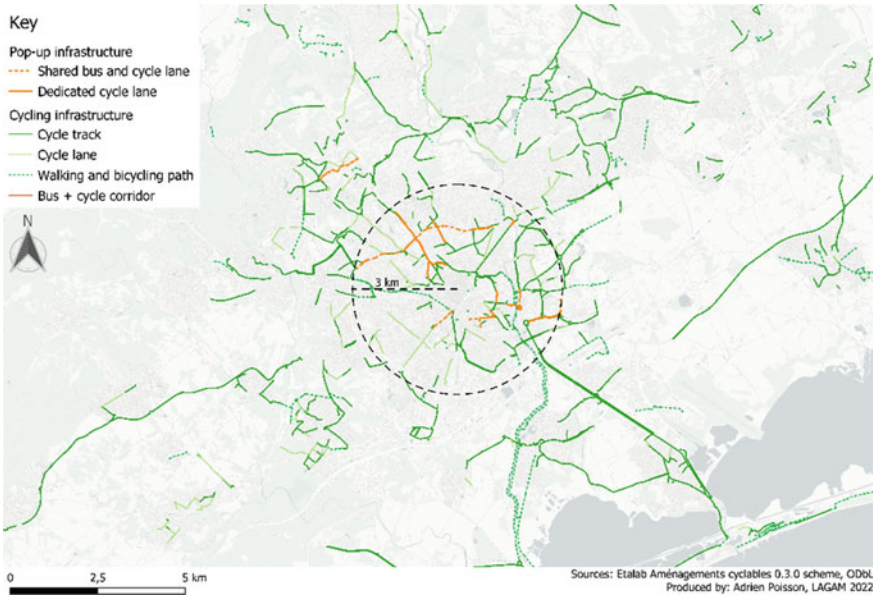 Key
Pop-up infrastructure
Shared bus and cycle lane
Dedicated cycle lane
Cycling infrastructure
Cycle track
Cycle lane
Walking and bicycling path
Bus + cycle corridor
N
3 km
0 2,5 5 km
Sources: Etalab Aménagements cyclables 0.3.0 scheme, ODbL
Produced by: Adrien Poisson, LAGAM 2022